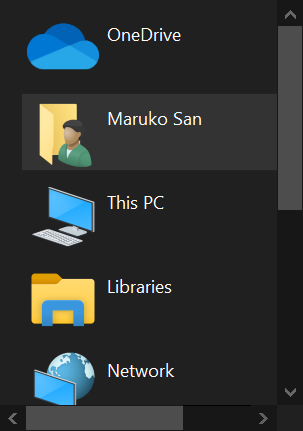 OneDrive
Maruko San
This PC
Libraries
Network